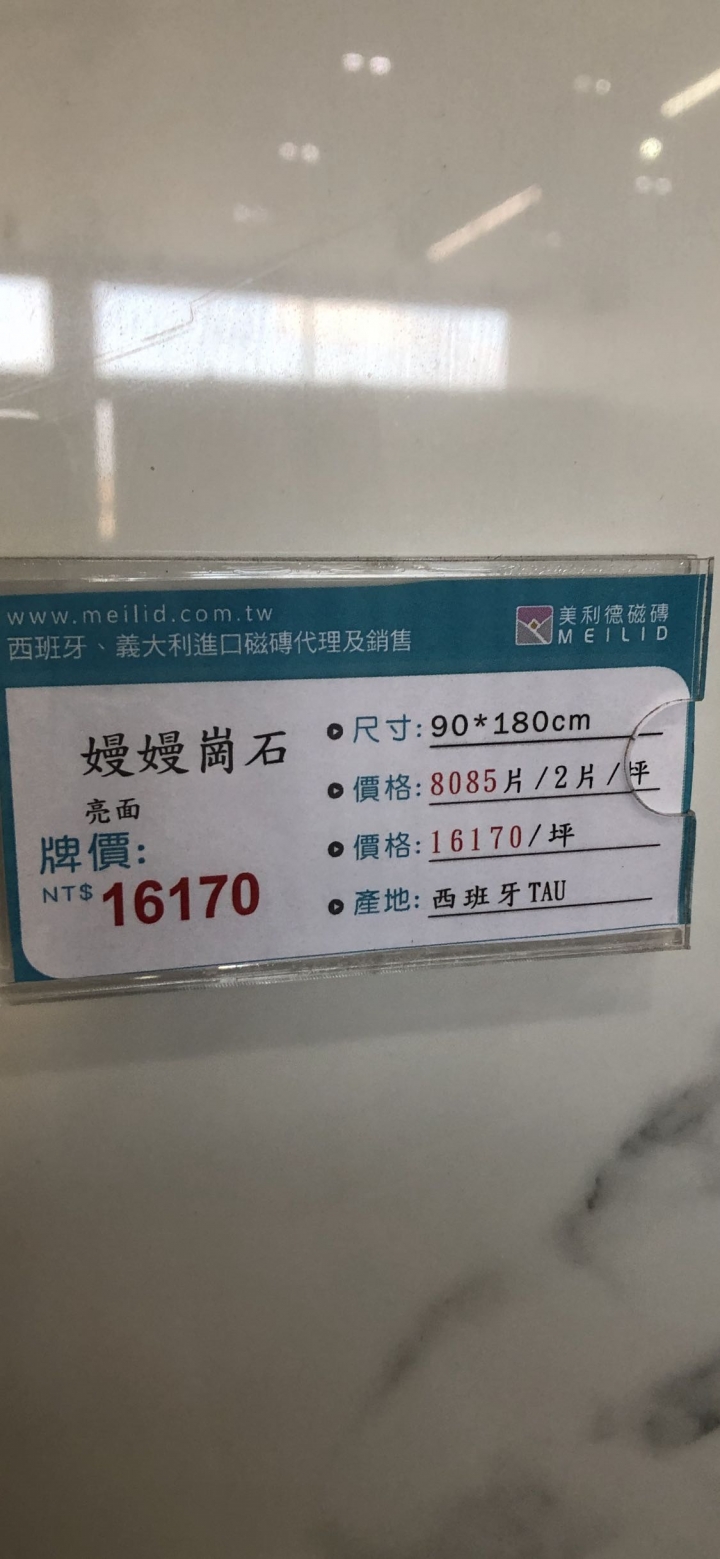 www.meilid.com.tw
西班牙、義大利進口磁磚代理及銷售
美利德磁磚
MEILID
嫚嫚崗石
亮面
牌價:
NT$ 16170
尺寸: 90*180cm
價格: 8085片/2片/坪
價格: 16170/坪
產地: 西班牙TAU